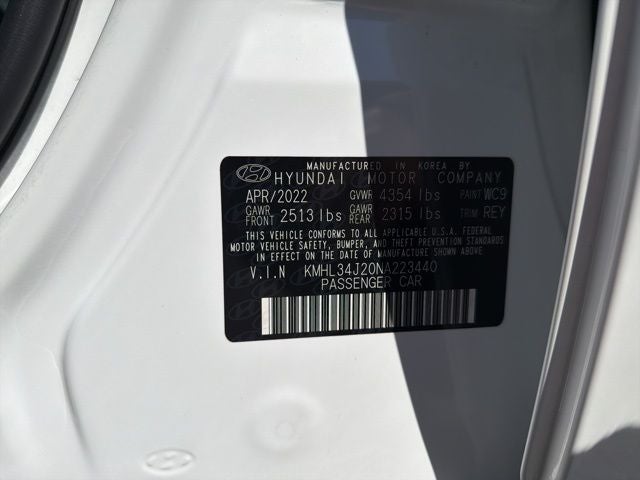 MANUFACTURED IN KOREA BY
HYUNDAI MOTOR COMPANY
APR/2022 GVWR 4354 lbs PAINT WC9
GAWR FRONT 2513 lbs GAWR REAR 2315 lbs TRIM REY
THIS VEHICLE CONFORMS TO ALL APPLICABLE U.S.A. FEDERAL
MOTOR VEHICLE SAFETY, BUMPER, AND THEFT PREVENTION STANDARDS
IN EFFECT ON THE DATE OF MANUFACTURE SHOWN ABOVE
V.I.N KMHL34J20NA223440
PASSENGER CAR